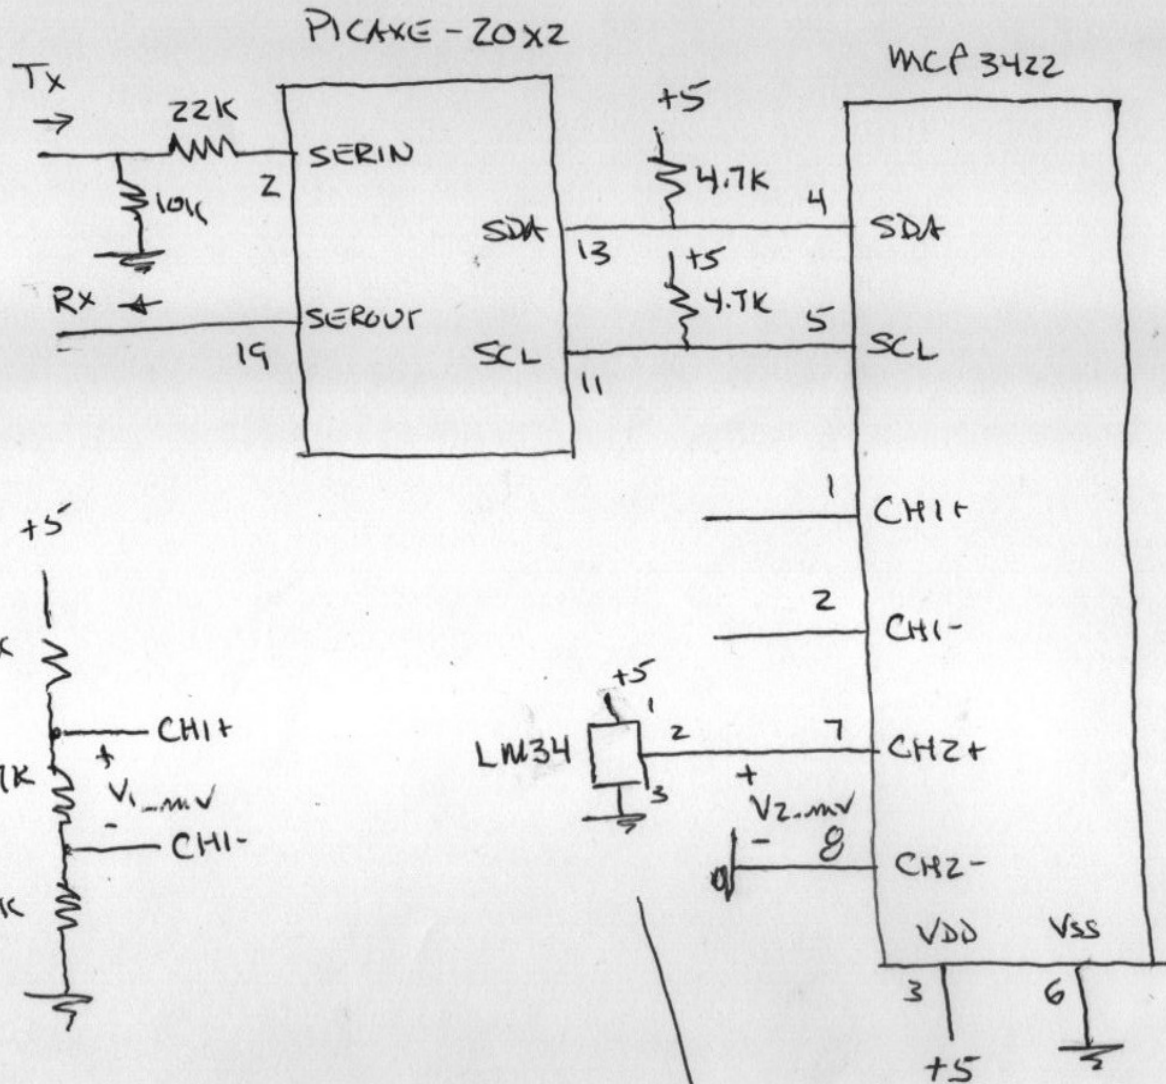 PICAXE-20X2
MCP 3422
Tx
22K
SERIN
2
10K
+5
4.7K
4
SDA
13
SDA
Rx
SEROUT
19
+5
4.7K
5
SCL
11
SCL
1
CH1+
2
CH1-
+5
CH1+
+
V1_mv
-
CH1-
+5
1
LM34
2
7
CH2+
3
+
V2_mv
-
8
CH2-
VDD
VSS
3
6
+5